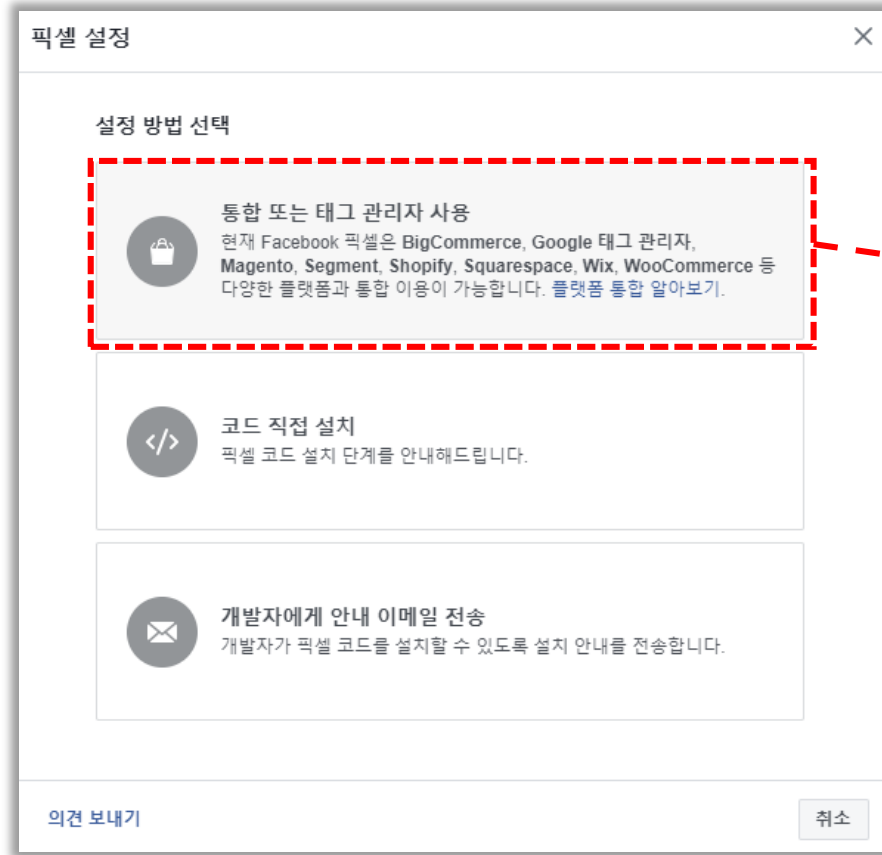 픽셀 설정
설정 방법 선택
통합 또는 태그 관리자 사용
현재 Facebook 픽셀은 BigCommerce, Google 태그 관리자,
Magento, Segment, Shopify, Squarespace, Wix, WooCommerce 등
다양한 플랫폼과 통합 이용이 가능합니다. 플랫폼 통합 알아보기.
</>
코드 직접 설치
픽셀 코드 설치 단계를 안내해드립니다.
개발자에게 안내 이메일 전송
개발자가 픽셀 코드를 설치할 수 있도록 설치 안내를 전송합니다.
의견 보내기
취소